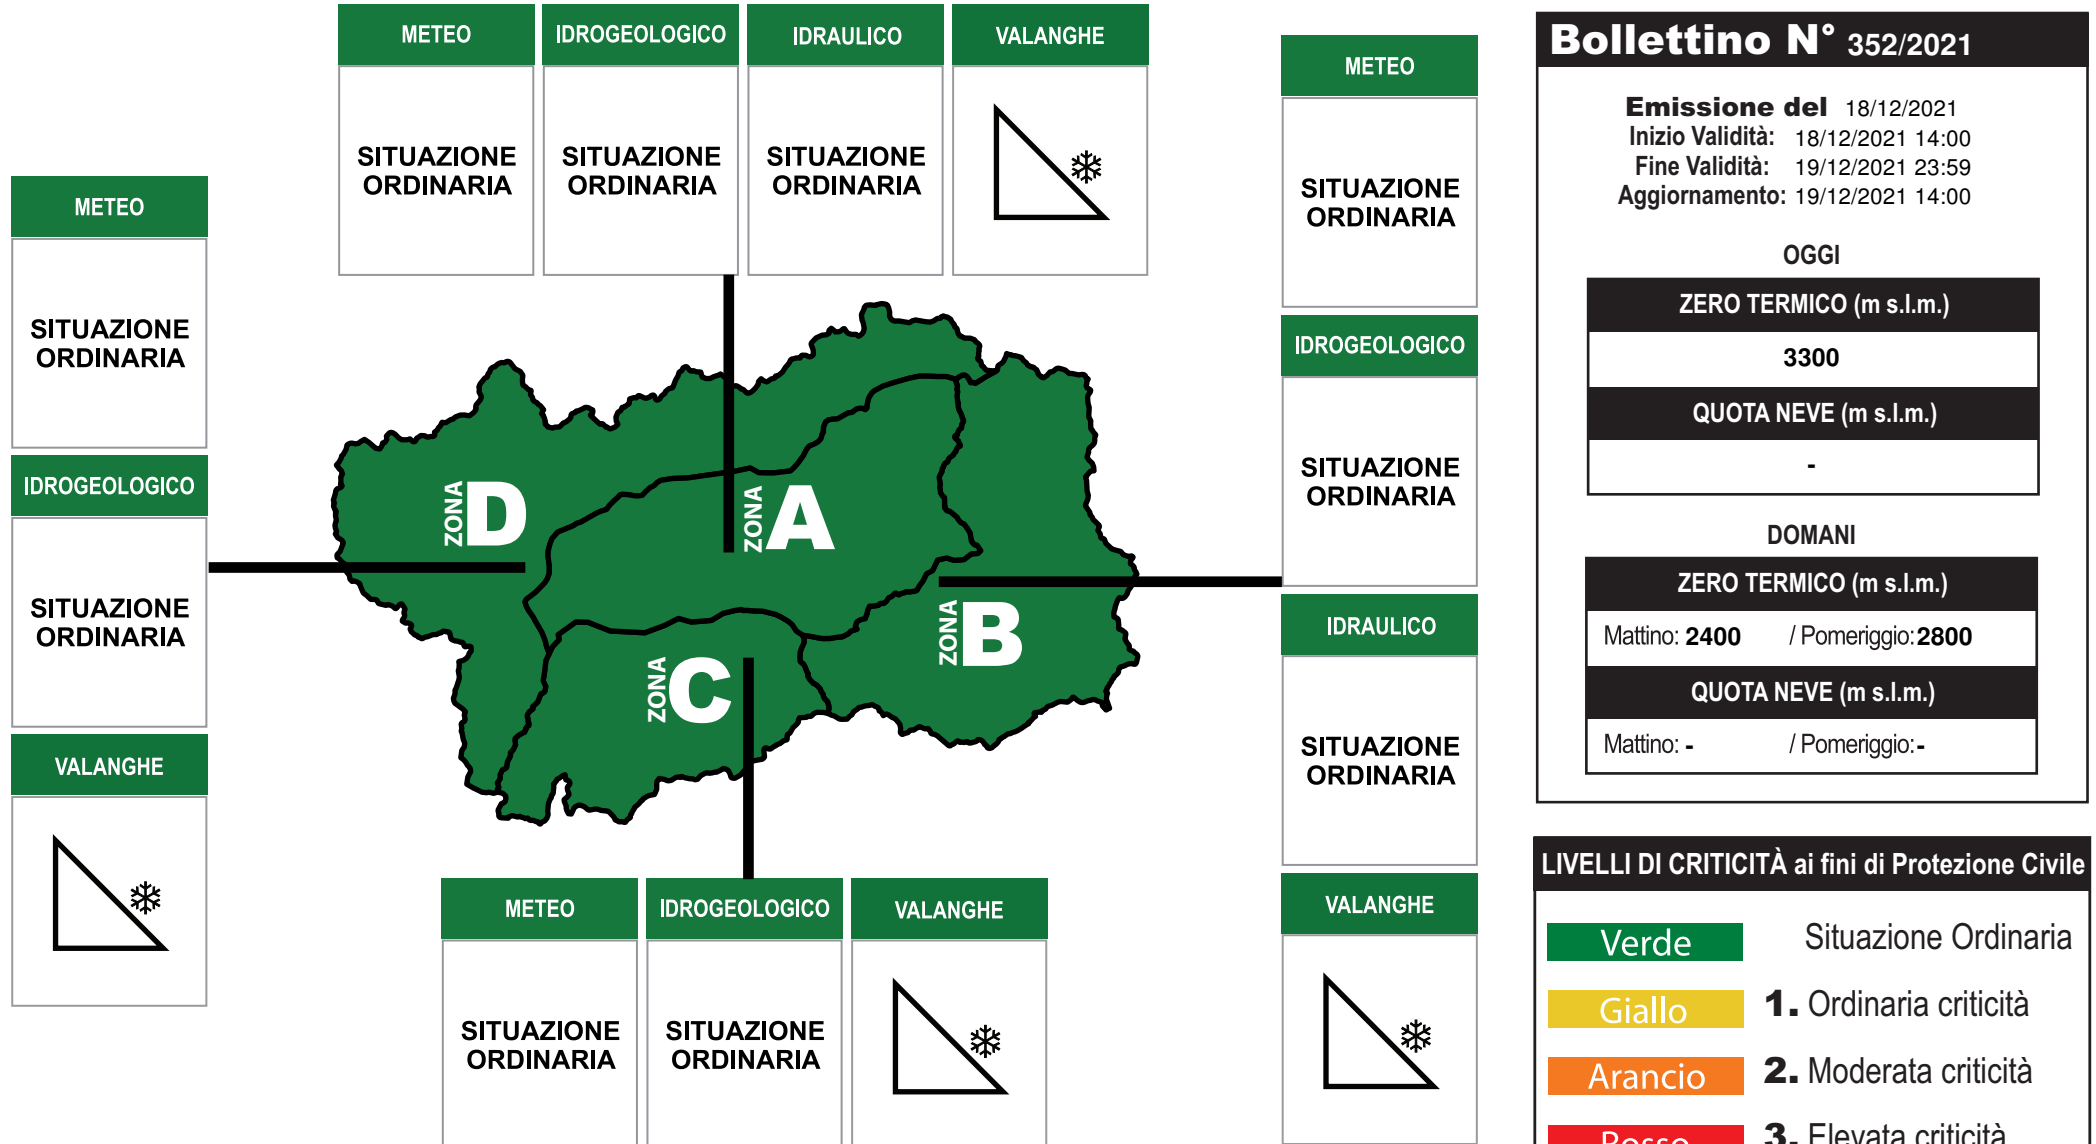 METEO
IDROGEOLOGICO
IDRAULICO
VALANGHE
SITUAZIONE
ORDINARIA
SITUAZIONE
ORDINARIA
SITUAZIONE
ORDINARIA
METEO
SITUAZIONE
ORDINARIA
IDROGEOLOGICO
SITUAZIONE
ORDINARIA
VALANGHE
ZONA D
ZONA A
ZONA B
ZONA C
METEO
SITUAZIONE
ORDINARIA
IDROGEOLOGICO
SITUAZIONE
ORDINARIA
IDRAULICO
SITUAZIONE
ORDINARIA
VALANGHE
METEO
IDROGEOLOGICO
VALANGHE
SITUAZIONE
ORDINARIA
SITUAZIONE
ORDINARIA
Bollettino N° 352/2021
Emissione del 18/12/2021
Inizio Validità: 18/12/2021 14:00
Fine Validità: 19/12/2021 23:59
Aggiornamento: 19/12/2021 14:00
OGGI
ZERO TERMICO (m s.l.m.)
3300
QUOTA NEVE (m s.l.m.)
-
DOMANI
ZERO TERMICO (m s.l.m.)
Mattino: 2400 / Pomeriggio: 2800
QUOTA NEVE (m s.l.m.)
Mattino: - / Pomeriggio: -
LIVELLI DI CRITICITÀ ai fini di Protezione Civile
Verde Situazione Ordinaria
Giallo 1. Ordinaria criticità
Arancio 2. Moderata criticità
Rosso 3. Elevata criticità